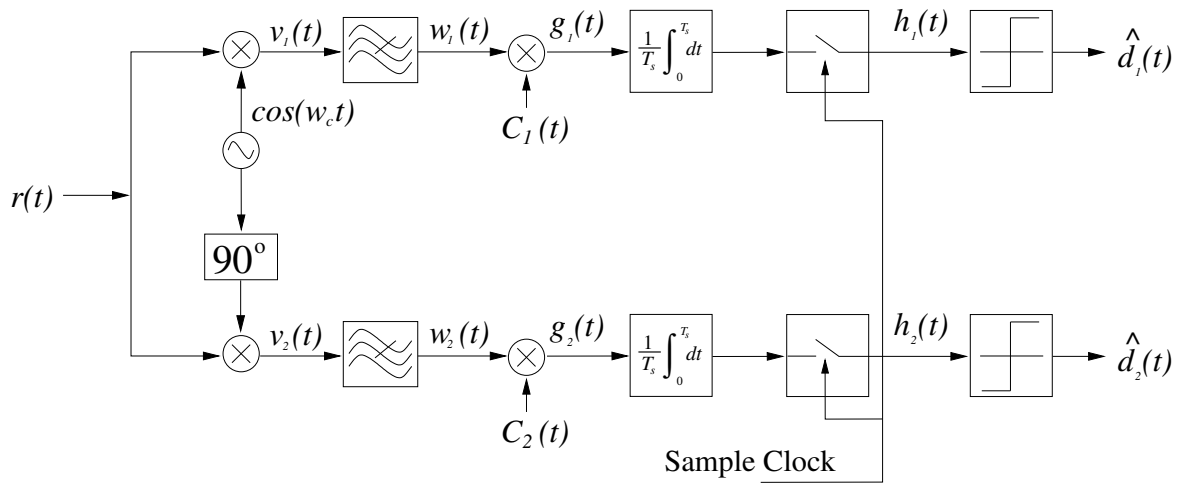 v₁(t) w₁(t) g₁(t) h₁(t)
1/Tₛ ∫₀^Tₛ dt
d̂₁(t)
cos(w_c t)
C₁(t)
r(t)
90°
v₂(t) w₂(t) g₂(t) h₂(t)
1/Tₛ ∫₀^Tₛ dt
d̂₂(t)
C₂(t)
Sample Clock